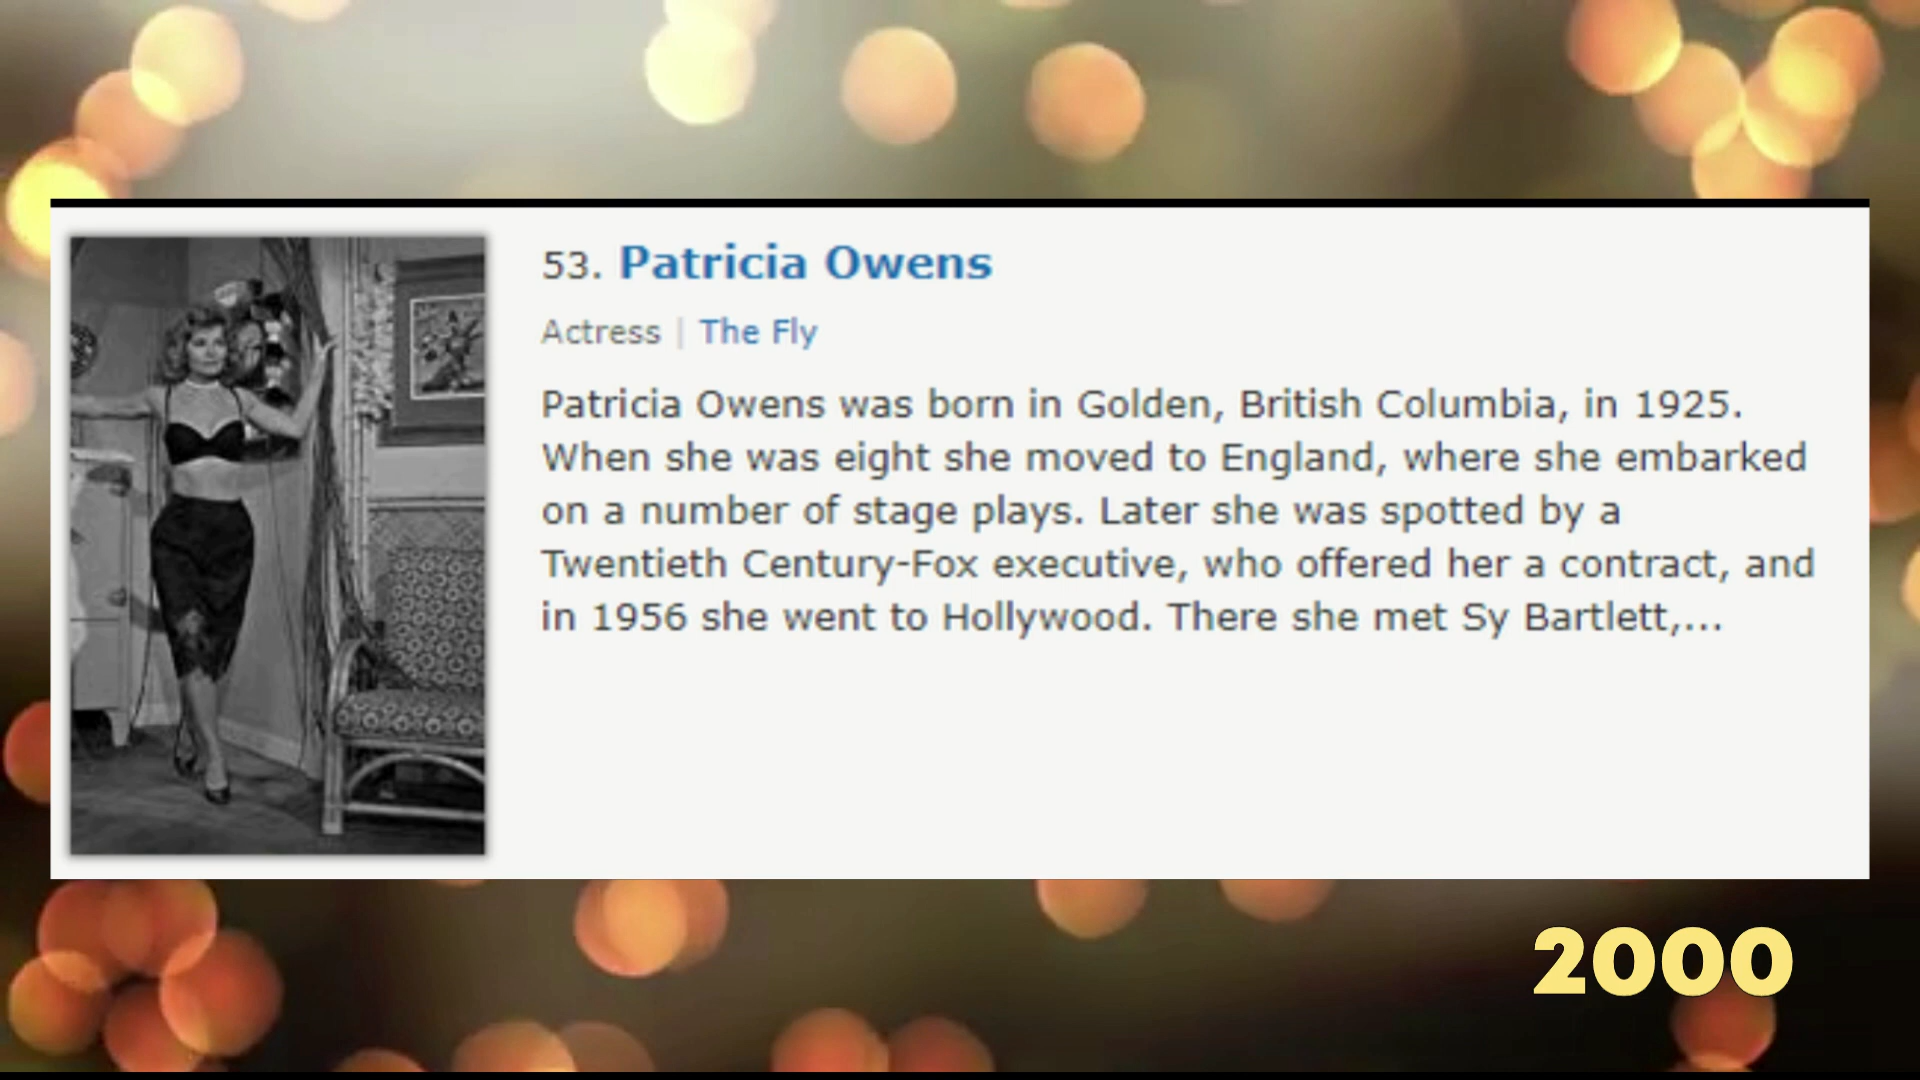 53. Patricia Owens
Actress | The Fly
Patricia Owens was born in Golden, British Columbia, in 1925.
When she was eight she moved to England, where she embarked
on a number of stage plays. Later she was spotted by a
Twentieth Century-Fox executive, who offered her a contract, and
in 1956 she went to Hollywood. There she met Sy Bartlett,...
2000